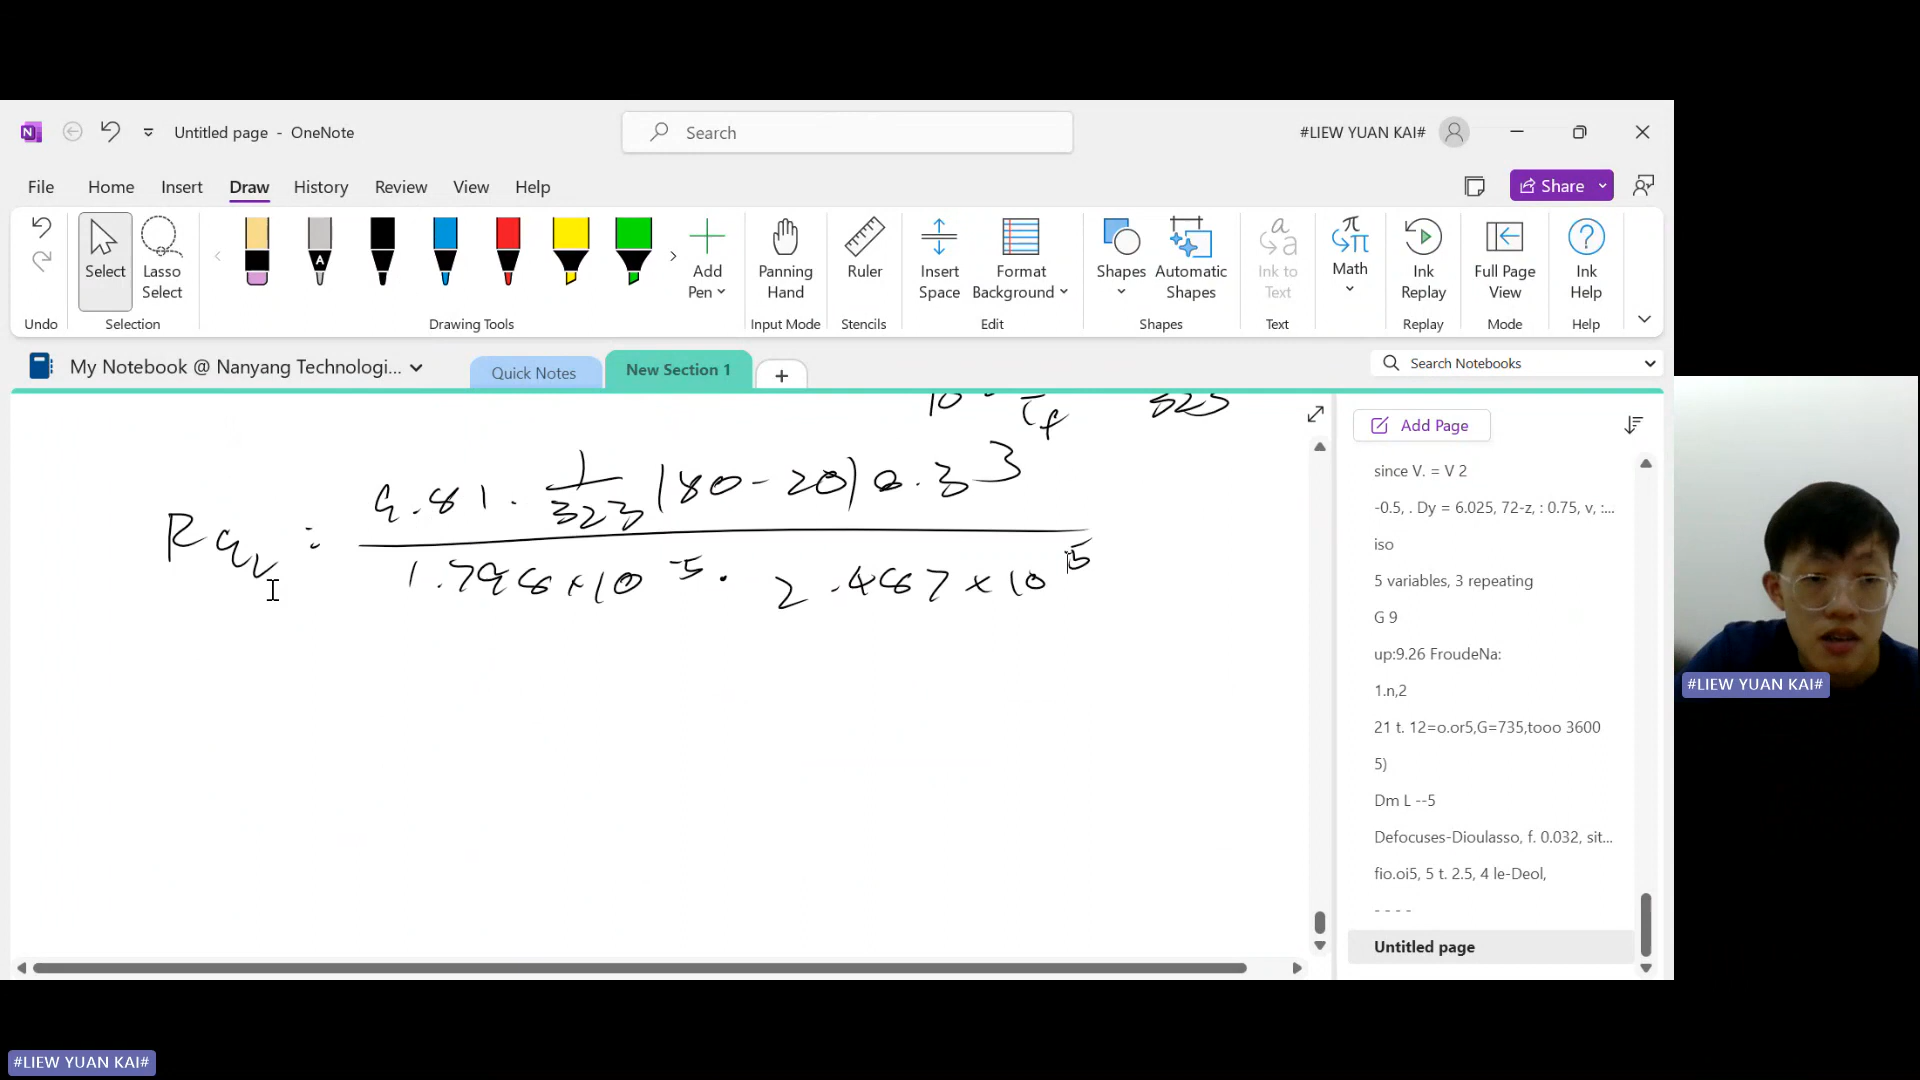 Untitled page - OneNote
Search
#LIEW YUAN KAI#
File Home Insert Draw History Review View Help
Share
Select
Lasso Select
Add Pen
Panning Hand
Ruler
Insert Space
Format Background
Shapes
Automatic Shapes
Ink to Text
Math
Ink Replay
Full Page View
Ink Help
Undo Selection Drawing Tools Input Mode Stencils Edit Shapes Text Replay Mode Help
My Notebook @ Nanyang Technologi...
Quick Notes
New Section 1
Search Notebooks
Add Page
since V. = V 2
-0.5, . Dy = 6.025, 72-z, : 0.75, v, :...
iso
5 variables, 3 repeating
G 9
up:9.26 FroudeNa:
1.n,2
21 t. 12=o.or5,G=735,tooo 3600
5)
Dm L --5
Defocuses-Dioulasso, f. 0.032, sit...
fio.oi5, 5 t. 2.5, 4 le-Deol,
- - - -
Untitled page
323
9.81 . 1/323 (80-20) 0.3^3
Ra :
1.798 x 10^-5 . 2.487 x 10^5
#LIEW YUAN KAI#
#LIEW YUAN KAI#